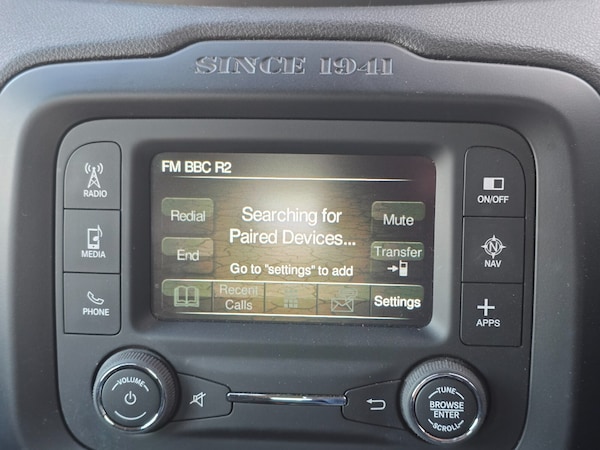 SINCE 1941
FM BBC R2
RADIO
MEDIA
PHONE
Redial
End
Searching for
Paired Devices...
Go to "settings" to add
Mute
Transfer
Recent
Calls
Settings
ON/OFF
N
NAV
APPS
VOLUME
TUNE
BROWSE
ENTER
SCROLL